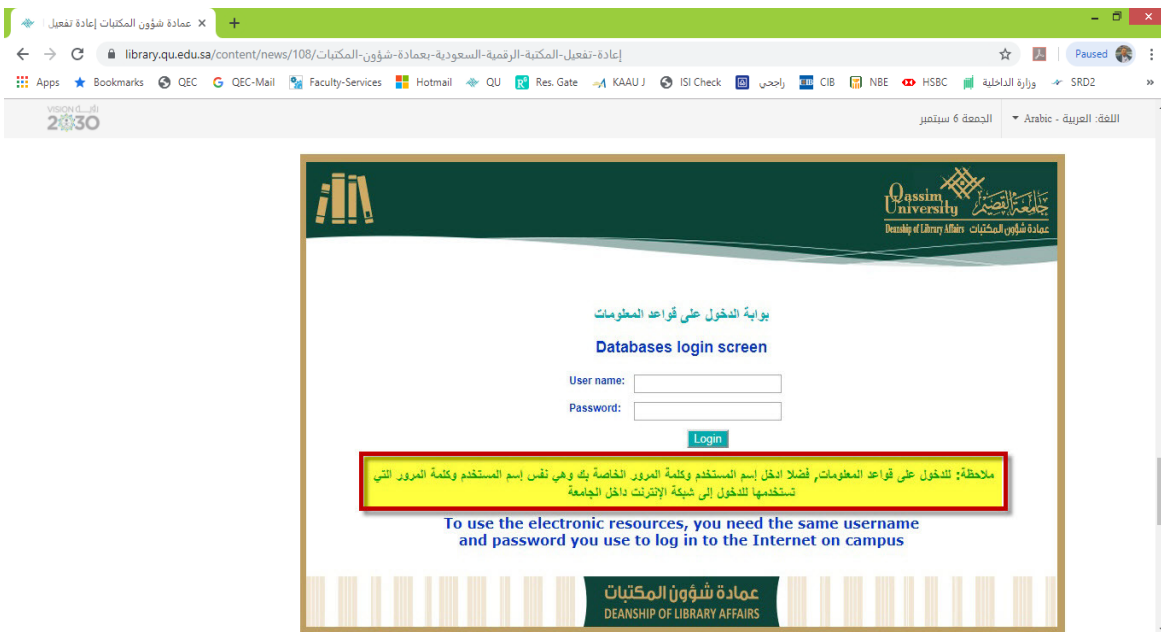 عمادة شؤون المكتبات إعادة تفعيل
library.qu.edu.sa/content/news/108/إعادة-تفعيل-المكتبة-الرقمية-السعودية-بعمادة-شؤون-المكتبات
Paused
Apps Bookmarks QEC QEC-Mail Faculty-Services Hotmail QU Res. Gate KAAU J ISI Check راجحي CIB NBE HSBC وزارة الداخلية SRD2 »
VISION رؤيـــة
2030
اللغة: العربية - Arabic الجمعة 6 سبتمبر
Qassim
University
جامعة القصيم
Deanship of Library Affairs عمادة شؤون المكتبات
بوابة الدخول على قواعد المعلومات
Databases login screen
User name:
Password:
Login
ملاحظة: للدخول على قواعد المعلومات, فضلا ادخل إسم المستخدم وكلمة المرور الخاصة بك وهي نفس إسم المستخدم وكلمة المرور التي
تستخدمها للدخول إلى شبكة الإنترنت داخل الجامعة
To use the electronic resources, you need the same username
and password you use to log in to the Internet on campus
عمادة شؤون المكتبات
DEANSHIP OF LIBRARY AFFAIRS